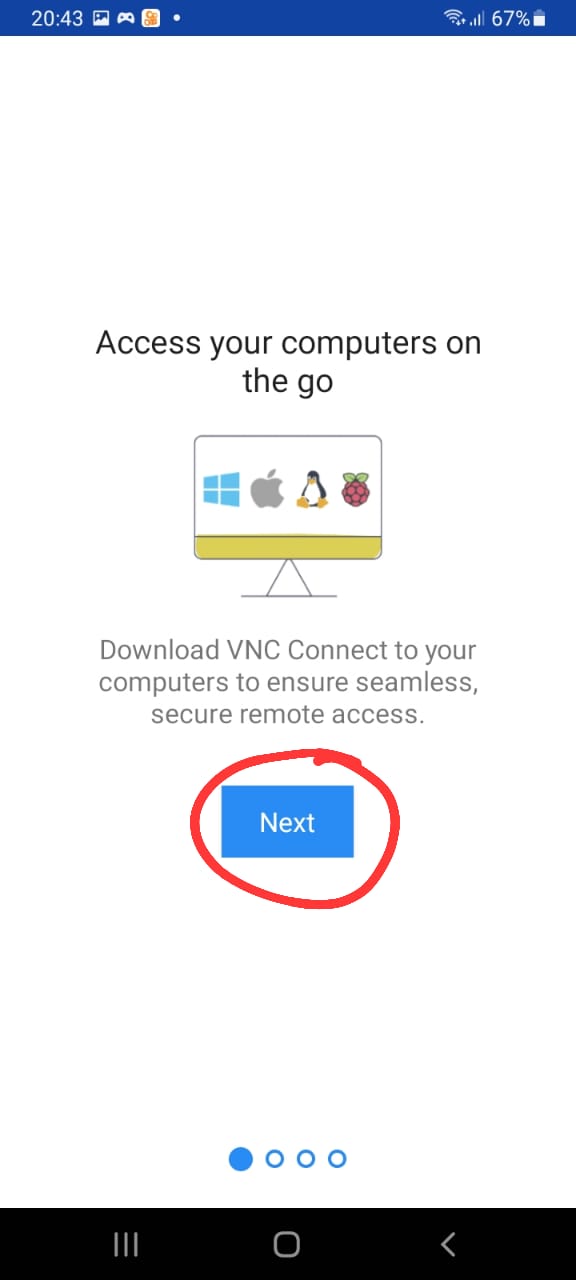 20:43
67%
Access your computers on
the go
Download VNC Connect to your
computers to ensure seamless,
secure remote access.
Next